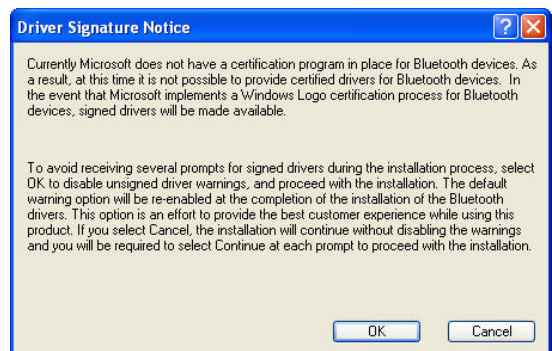 Driver Signature Notice
Currently Microsoft does not have a certification program in place for Bluetooth devices. As
a result, at this time it is not possible to provide certified drivers for Bluetooth devices. In
the event that Microsoft implements a Windows Logo certification process for Bluetooth
devices, signed drivers will be made available.
To avoid receiving several prompts for signed drivers during the installation process, select
OK to disable unsigned driver warnings, and proceed with the installation. The default
warning option will be re-enabled at the completion of the installation of the Bluetooth
drivers. This option is an effort to provide the best customer experience while using this
product. If you select Cancel, the installation will continue without disabling the warnings
and you will be required to select Continue at each prompt to proceed with the installation.
OK Cancel